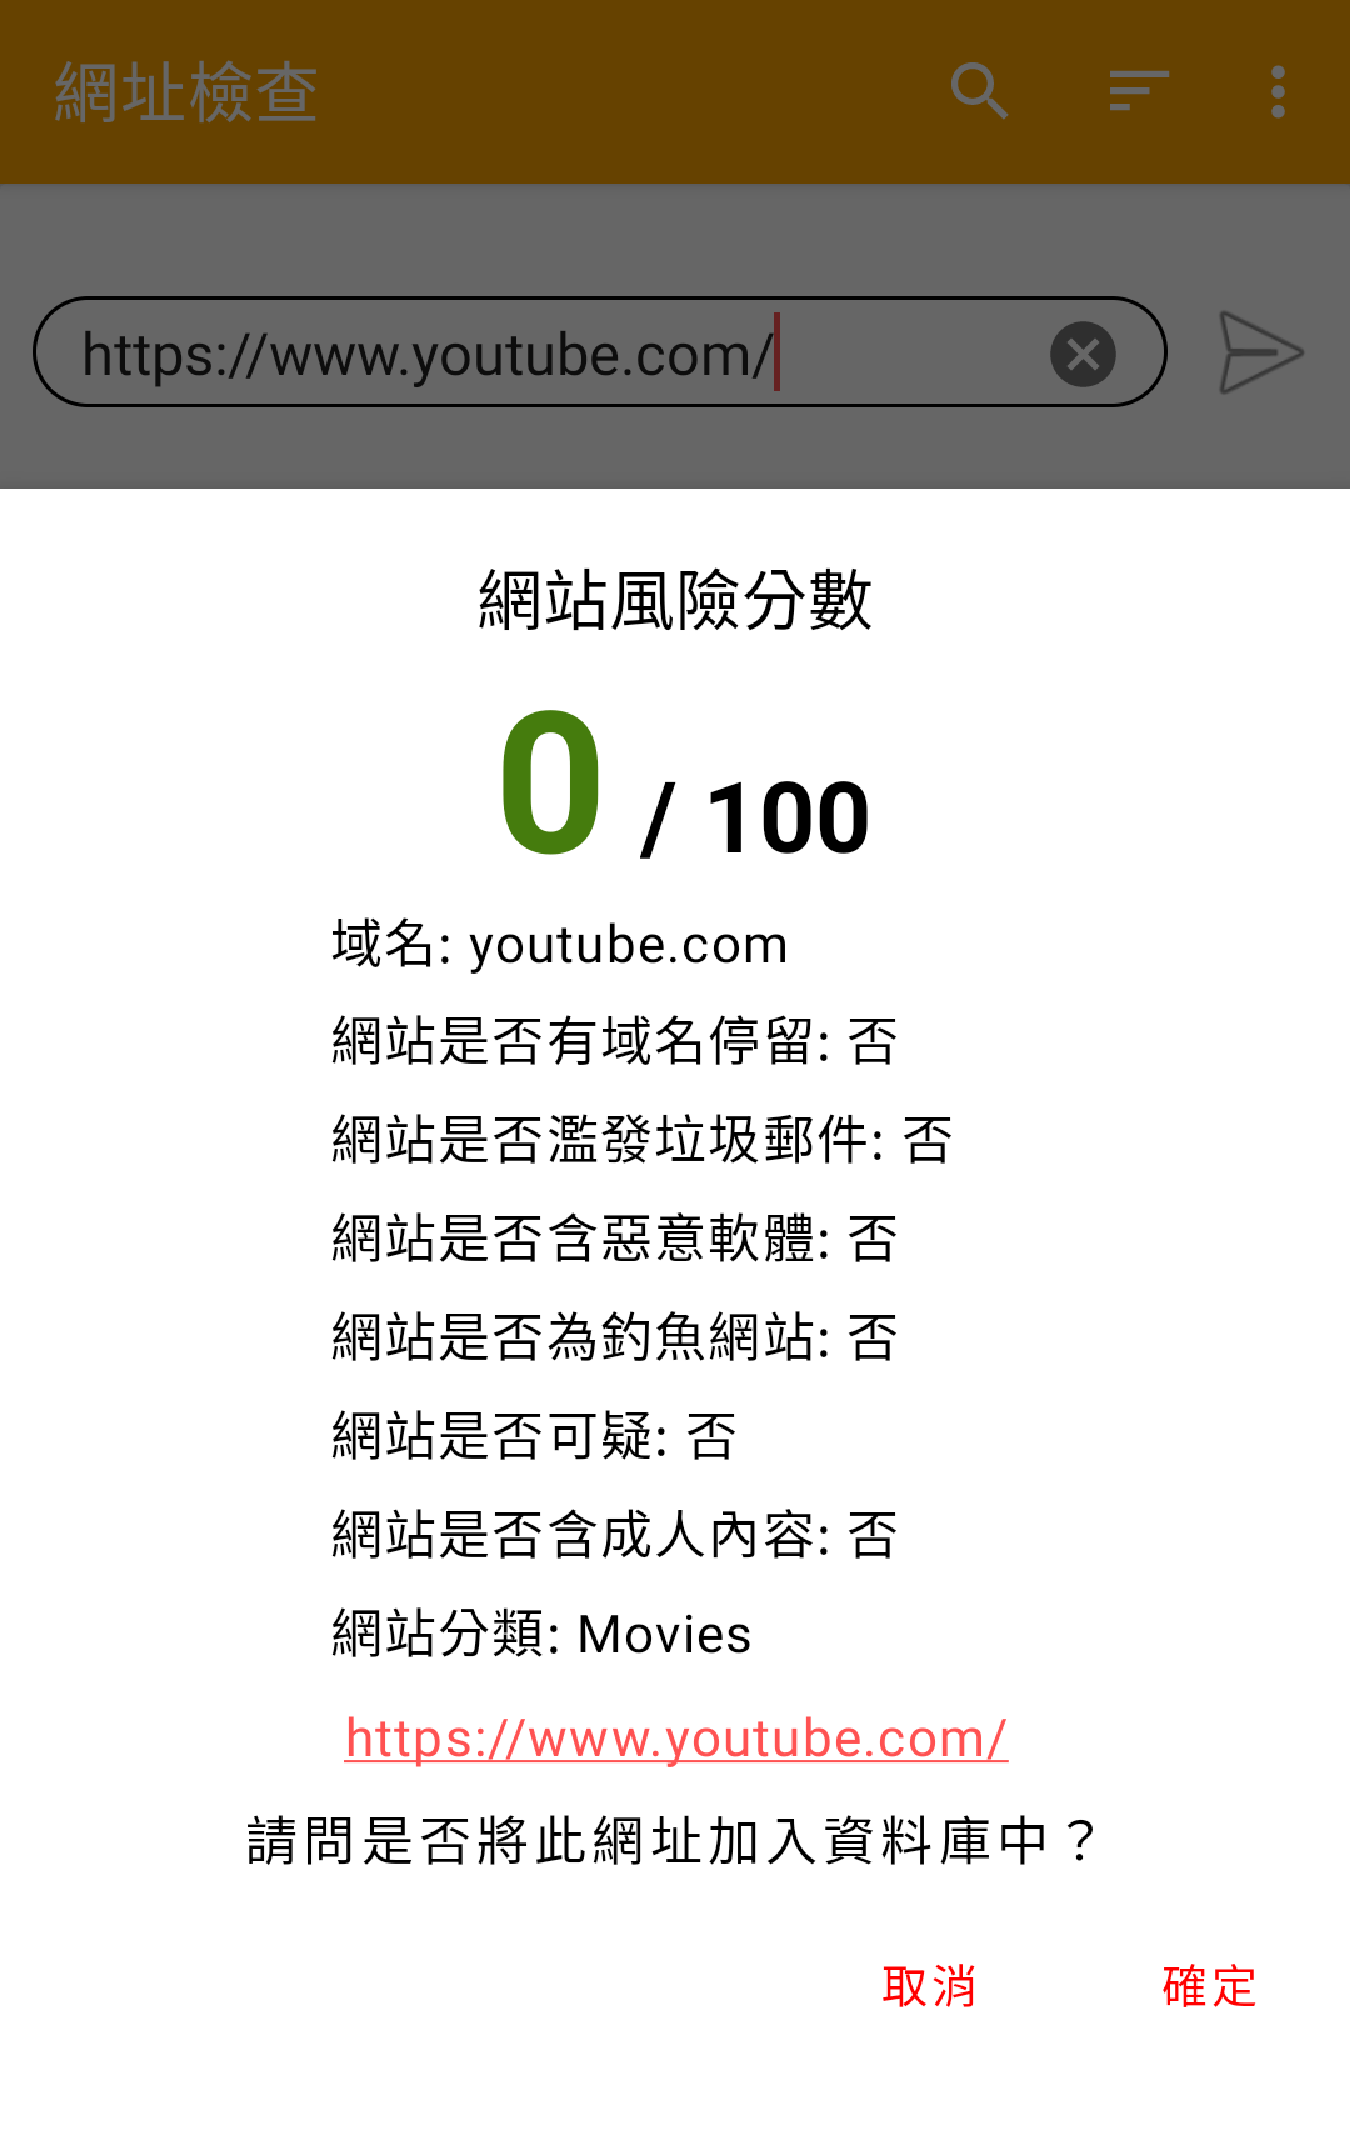 網址檢查
https://www.youtube.com/
網站風險分數
0 / 100
域名: youtube.com
網站是否有域名停留: 否
網站是否濫發垃圾郵件: 否
網站是否含惡意軟體: 否
網站是否為釣魚網站: 否
網站是否可疑: 否
網站是否含成人內容: 否
網站分類: Movies
https://www.youtube.com/
請問是否將此網址加入資料庫中？
取消
確定